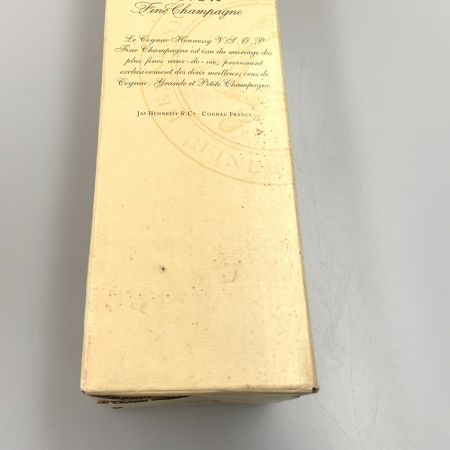 Fine Champagne
Le Cognac Hennessy V.S.O.P
Fine Champagne est issu du mariage des
plus fines eaux-de-vie, provenant
exclusivement des deux meilleurs crus de
Cognac: Grande et Petite Champagne.
Jas Hennessy & Co - Cognac France